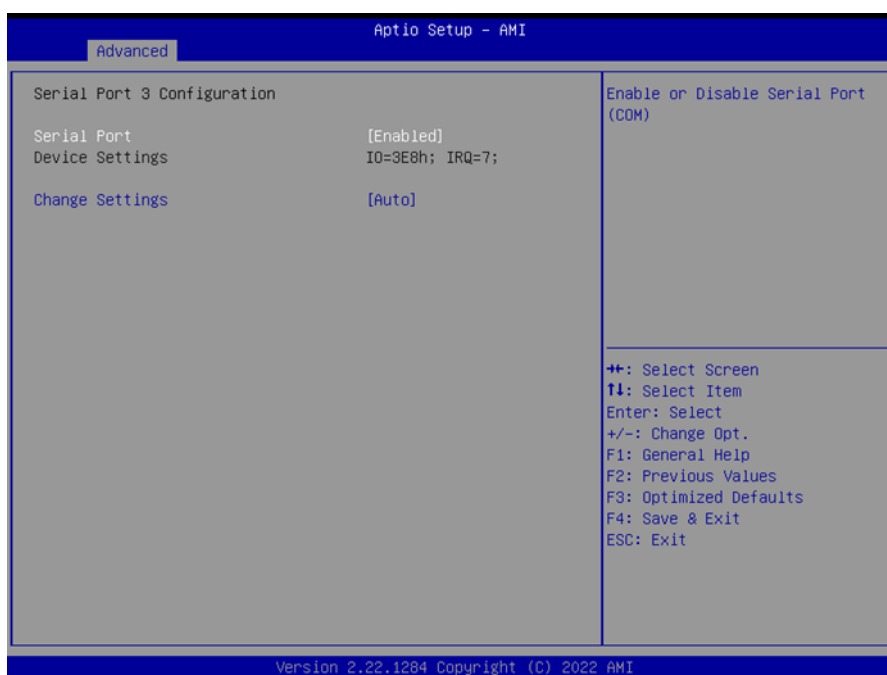 Aptio Setup – AMI
Advanced
Serial Port 3 Configuration
Serial Port [Enabled]
Device Settings IO=3E8h; IRQ=7;
Change Settings [Auto]
Enable or Disable Serial Port
(COM)
→←: Select Screen
↑↓: Select Item
Enter: Select
+/-: Change Opt.
F1: General Help
F2: Previous Values
F3: Optimized Defaults
F4: Save & Exit
ESC: Exit
Version 2.22.1284 Copyright (C) 2022 AMI